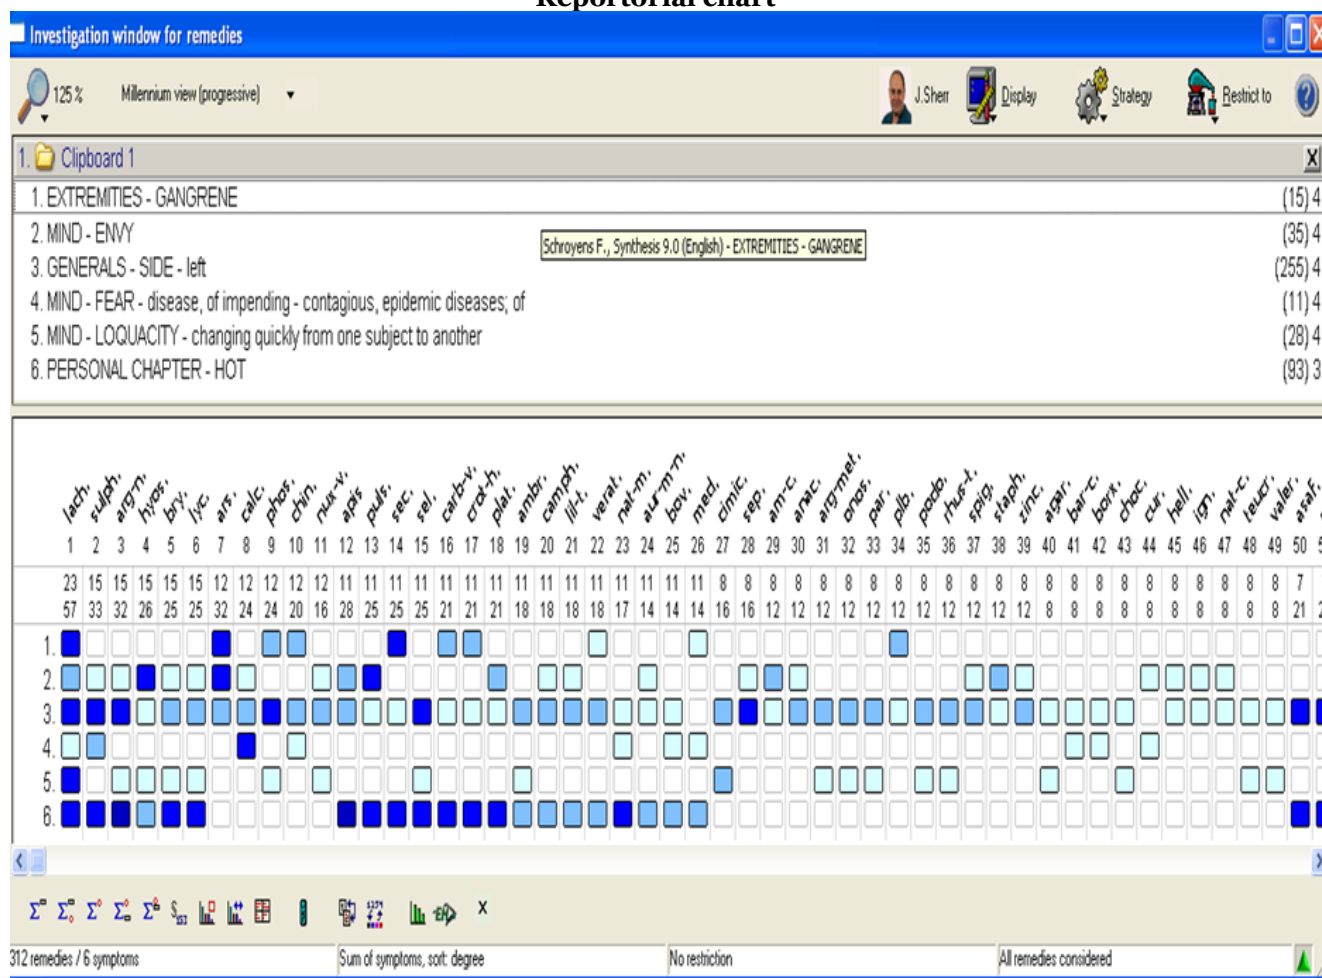 Reportorial chart
Investigation window for remedies
125 % Millennium view (progressive) J.Sherr Display Strategy Restrict to
1. Clipboard 1 X
1. EXTREMITIES - GANGRENE (15) 4
2. MIND - ENVY (35) 4
Schroyens F., Synthesis 9.0 (English) - EXTREMITIES - GANGRENE
3. GENERALS - SIDE - left (255) 4
4. MIND - FEAR - disease, of impending - contagious, epidemic diseases; of (11) 4
5. MIND - LOQUACITY - changing quickly from one subject to another (28) 4
6. PERSONAL CHAPTER - HOT (93) 3
lach. sulph. arg-n. hyos. bry. lyc. ars. calc. phos. chin. nux-v. apis puls. sec. sel. carb-v. crot-h. plat. ambr. camph. lil-t. verat. nat-m. aur-m-n. bov. med. cimic. sep. am-c. anac. arg-met. onos. par. plb. podo. rhus-t. spig. staph. zinc. agar. bar-c. borx. choc. cur. hell. ign. nat-c. teucr. valer. asaf.
1 2 3 4 5 6 7 8 9 10 11 12 13 14 15 16 17 18 19 20 21 22 23 24 25 26 27 28 29 30 31 32 33 34 35 36 37 38 39 40 41 42 43 44 45 46 47 48 49 50 5
23 15 15 15 15 15 12 12 12 12 12 11 11 11 11 11 11 11 11 11 11 11 11 11 11 11 8 8 8 8 8 8 8 8 8 8 8 8 8 8 8 8 8 8 8 8 8 8 8 7
57 33 32 26 25 25 32 24 24 20 16 28 25 25 25 21 21 21 18 18 18 18 17 14 14 14 16 16 12 12 12 12 12 12 12 12 12 12 12 8 8 8 8 8 8 8 8 8 8 21 2
1.
2.
3.
4.
5.
6.
312 remedies / 6 symptoms Sum of symptoms, sort: degree No restriction All remedies considered